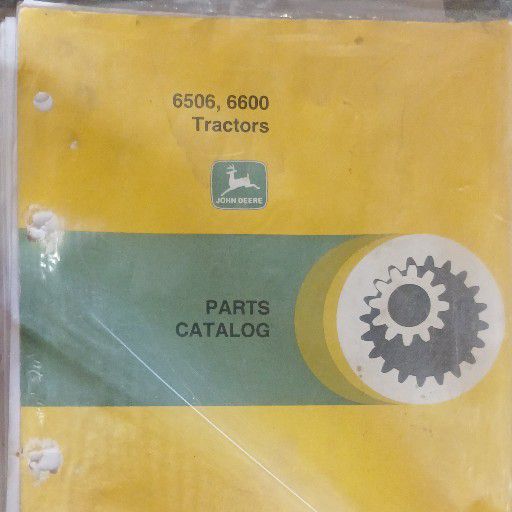 6506, 6600
Tractors
JOHN DEERE
PARTS
CATALOG